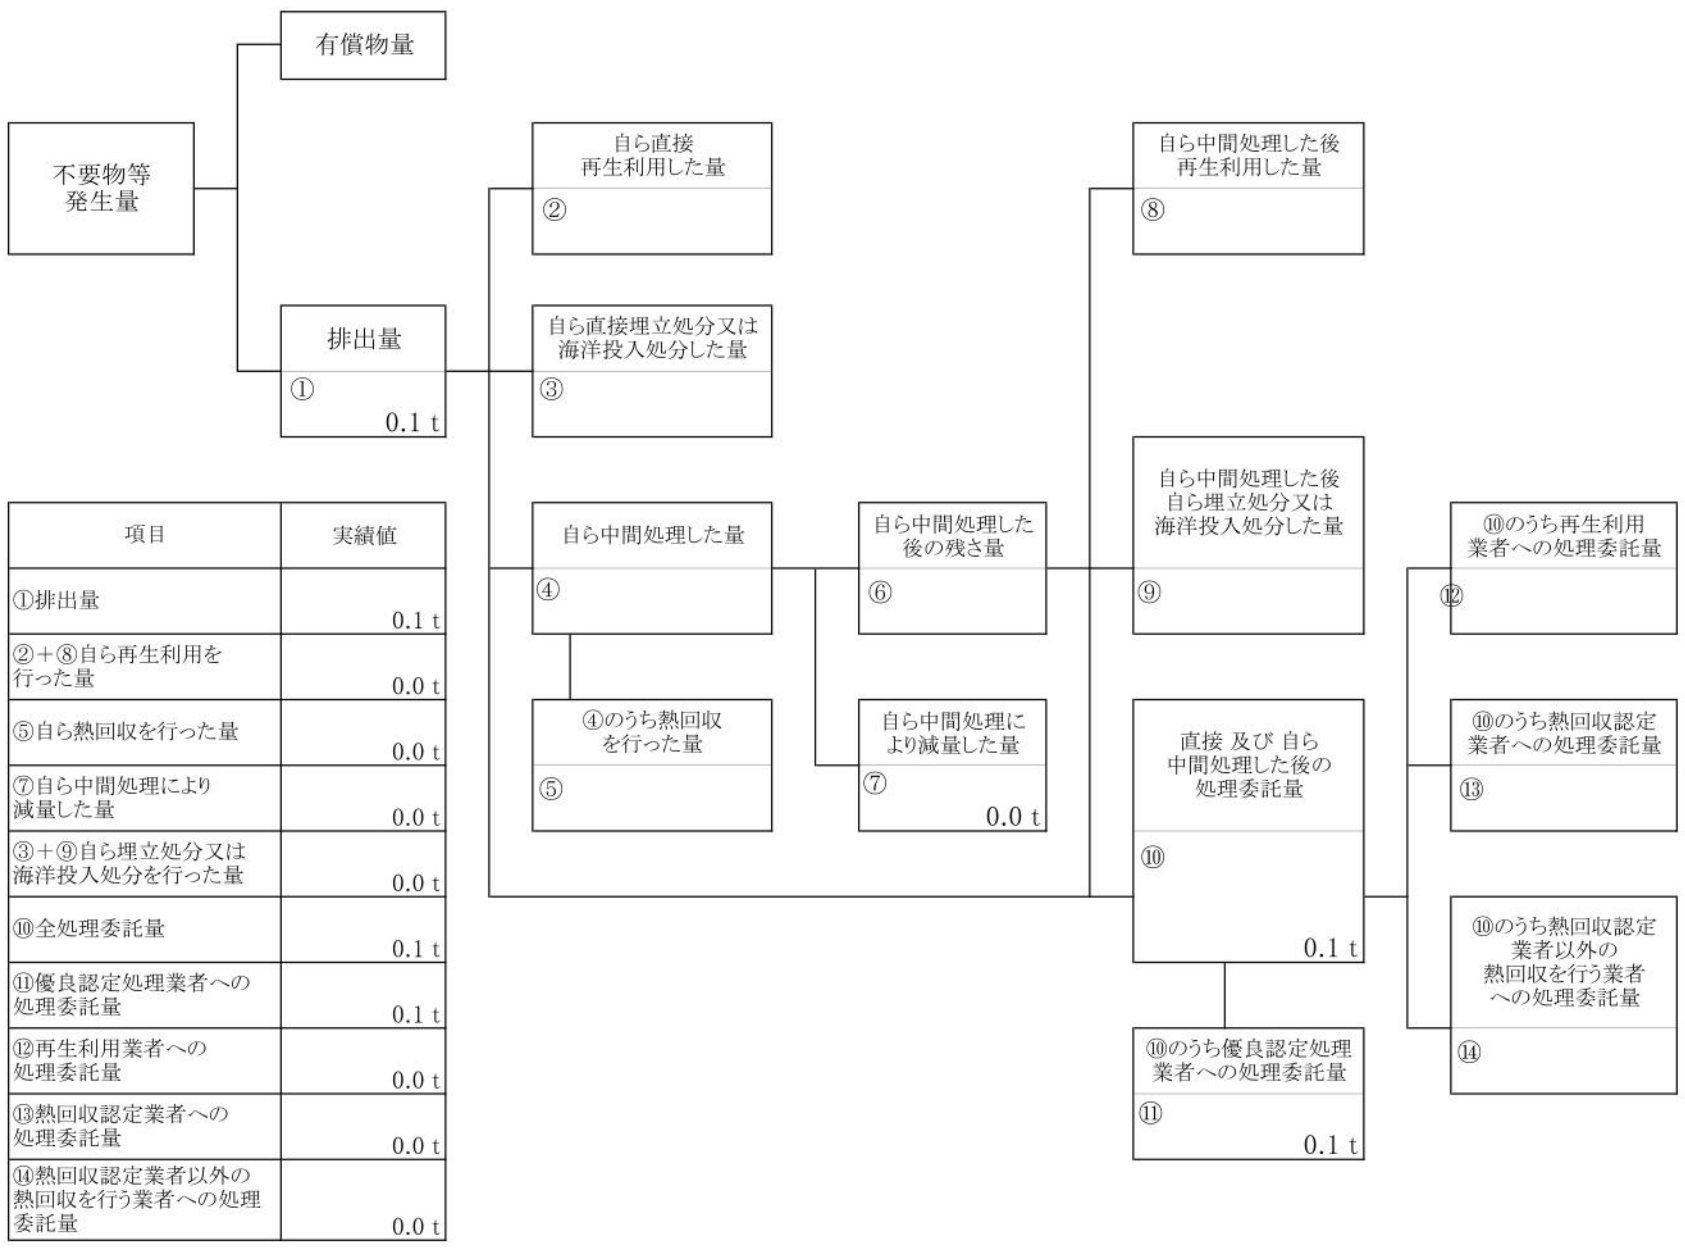 有償物量
不要物等
発生量
排出量
①
0.1 t
自ら直接
再生利用した量
②
自ら直接埋立処分又は
海洋投入処分した量
③
自ら中間処理した量
④
④のうち熱回収
を行った量
⑤
自ら中間処理した
後の残さ量
⑥
自ら中間処理に
より減量した量
⑦
0.0 t
自ら中間処理した後
再生利用した量
⑧
自ら中間処理した後
自ら埋立処分又は
海洋投入処分した量
⑨
直接 及び 自ら
中間処理した後の
処理委託量
⑩
0.1 t
⑩のうち優良認定処理
業者への処理委託量
⑪
0.1 t
⑩のうち再生利用
業者への処理委託量
⑫
⑩のうち熱回収認定
業者への処理委託量
⑬
⑩のうち熱回収認定
業者以外の
熱回収を行う業者
への処理委託量
⑭
項目 実績値
①排出量
0.1 t
②+⑧自ら再生利用を
行った量
0.0 t
⑤自ら熱回収を行った量
0.0 t
⑦自ら中間処理により
減量した量
0.0 t
③+⑨自ら埋立処分又は
海洋投入処分を行った量
0.0 t
⑩全処理委託量
0.1 t
⑪優良認定処理業者への
処理委託量
0.1 t
⑫再生利用業者への
処理委託量
0.0 t
⑬熱回収認定業者への
処理委託量
0.0 t
⑭熱回収認定業者以外の
熱回収を行う業者への処理
委託量
0.0 t